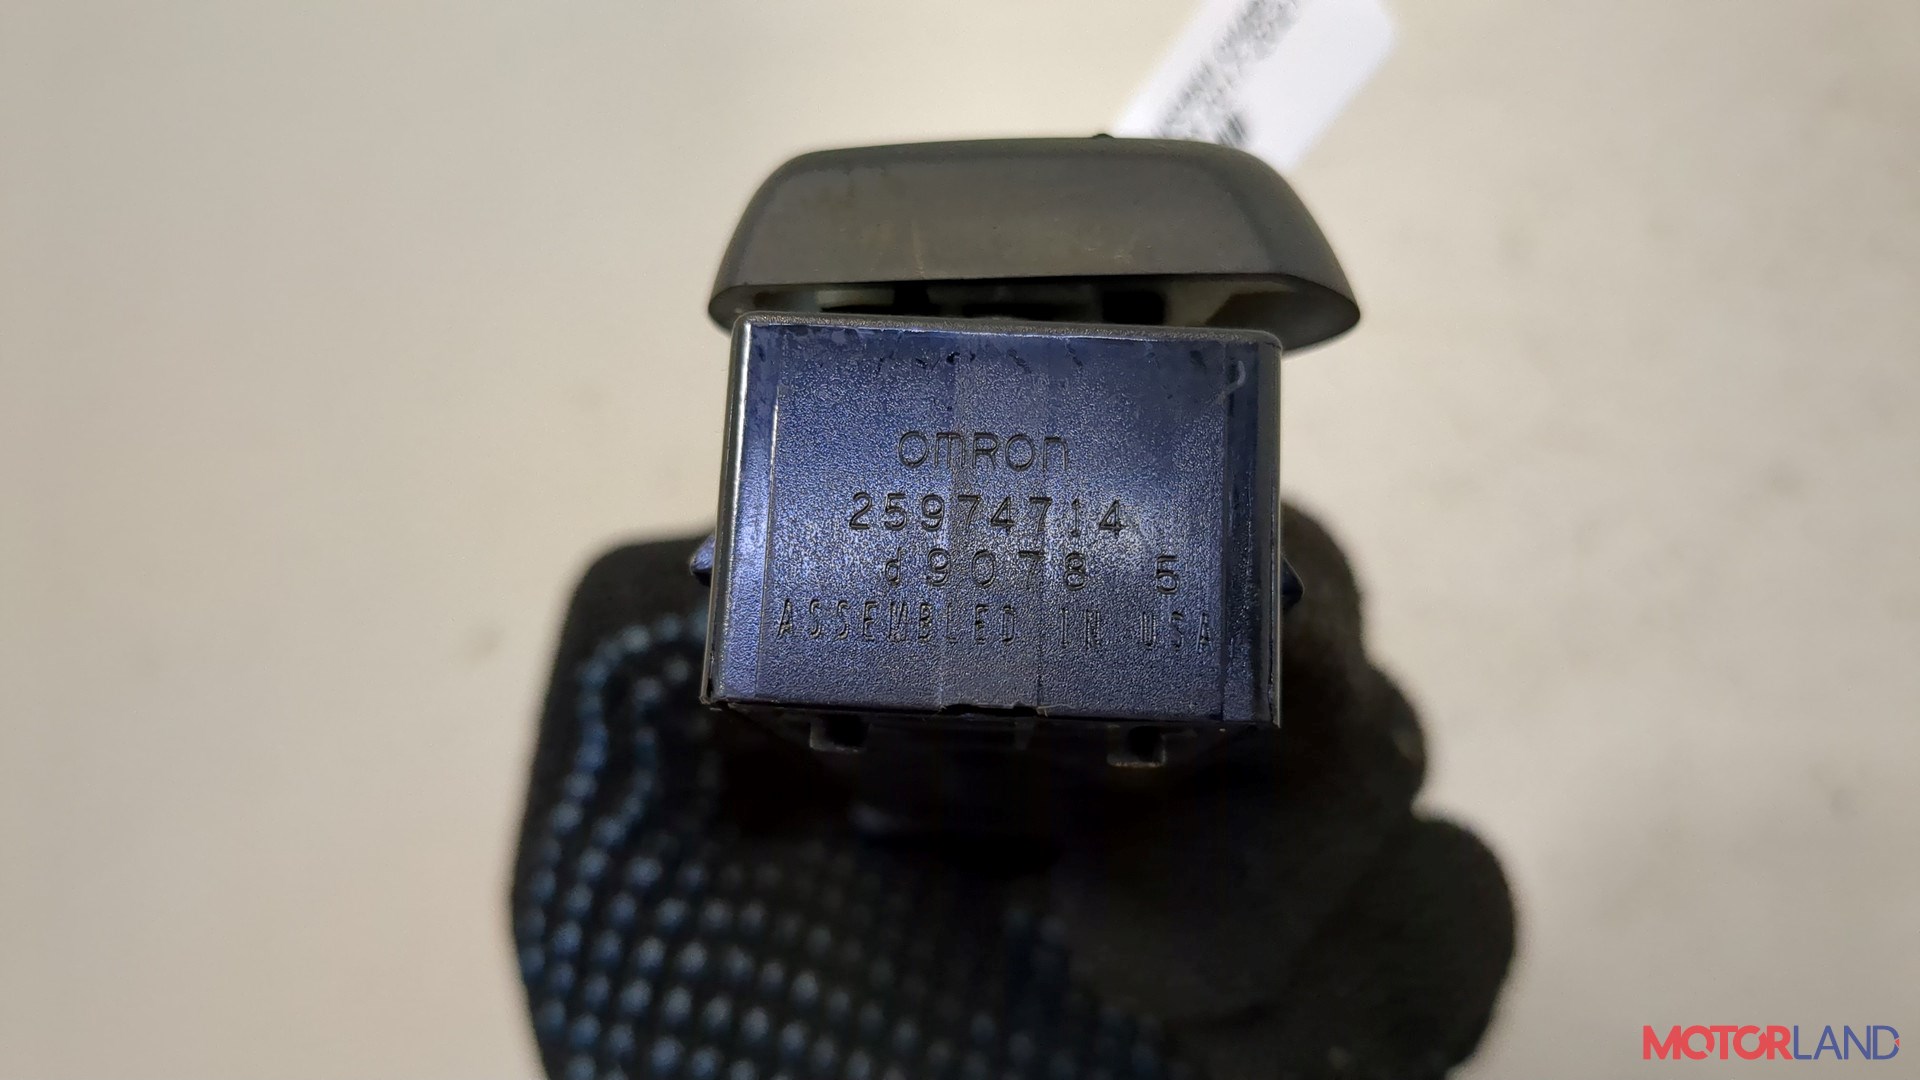 omRon
25974714
d9078 5
ASSEMBLED IN USA
MOTORLAND